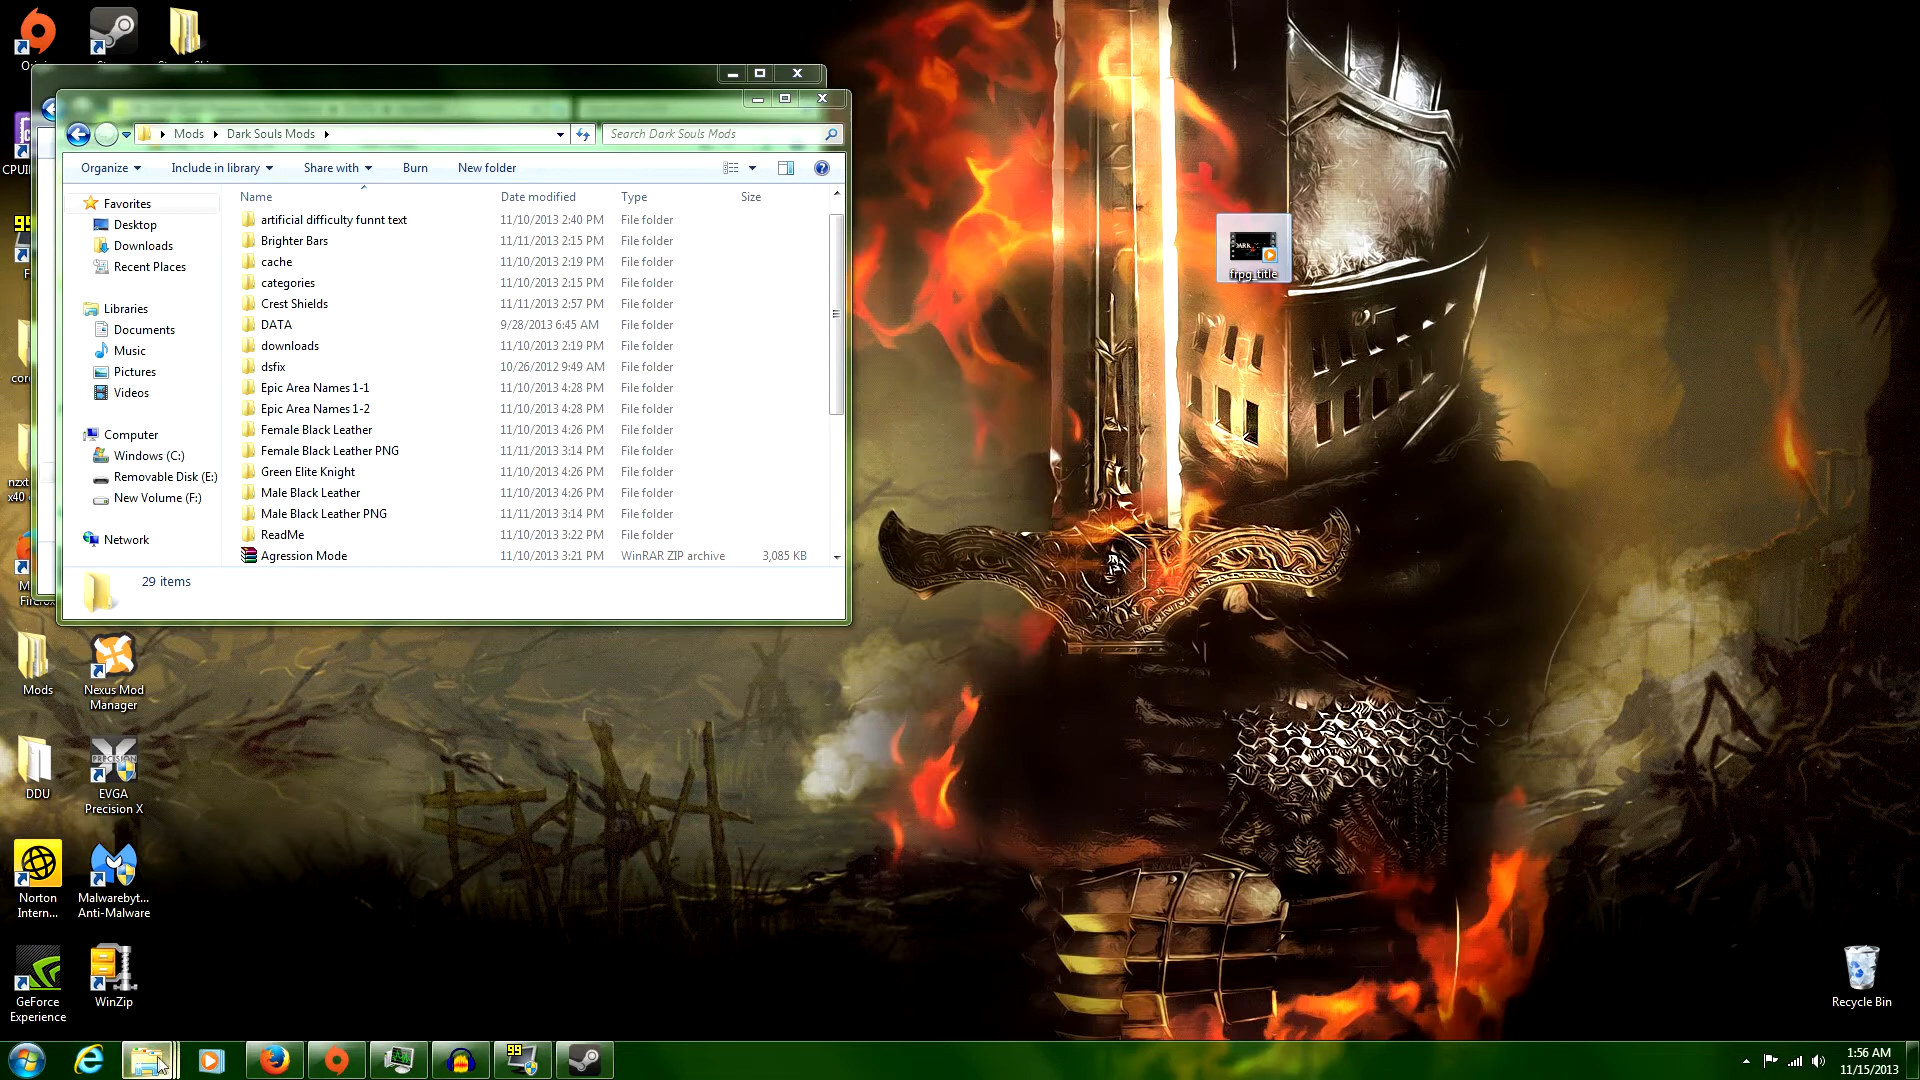 Mods
Dark Souls Mods
Search Dark Souls Mods
Organize
Include in library
Share with
Burn
New folder
Name
Date modified
Type
Size
Favorites
Desktop
Downloads
Recent Places
Libraries
Documents
Music
Pictures
Videos
Computer
Windows (C:)
Removable Disk (E:)
New Volume (F:)
Network
artificial difficulty funnt text 11/10/2013 2:40 PM File folder
Brighter Bars 11/11/2013 2:15 PM File folder
cache 11/10/2013 2:19 PM File folder
categories 11/10/2013 2:15 PM File folder
Crest Shields 11/11/2013 2:57 PM File folder
DATA 9/28/2013 6:45 AM File folder
downloads 11/10/2013 2:19 PM File folder
dsfix 10/26/2012 9:49 AM File folder
Epic Area Names 1-1 11/10/2013 4:28 PM File folder
Epic Area Names 1-2 11/10/2013 4:28 PM File folder
Female Black Leather 11/10/2013 4:26 PM File folder
Female Black Leather PNG 11/11/2013 3:14 PM File folder
Green Elite Knight 11/10/2013 4:26 PM File folder
Male Black Leather 11/10/2013 4:26 PM File folder
Male Black Leather PNG 11/11/2013 3:14 PM File folder
ReadMe 11/10/2013 3:22 PM File folder
Agression Mode 11/10/2013 3:21 PM WinRAR ZIP archive 3,085 KB
29 items
DARK
frpg_title
CPUI
99
nzxt
x40
Mods
Nexus Mod
Manager
DDU
PRECISION
EVGA
Precision X
Norton
Intern...
Malwarebyt...
Anti-Malware
GeForce
Experience
WinZip
Recycle Bin
99
1:56 AM
11/15/2013